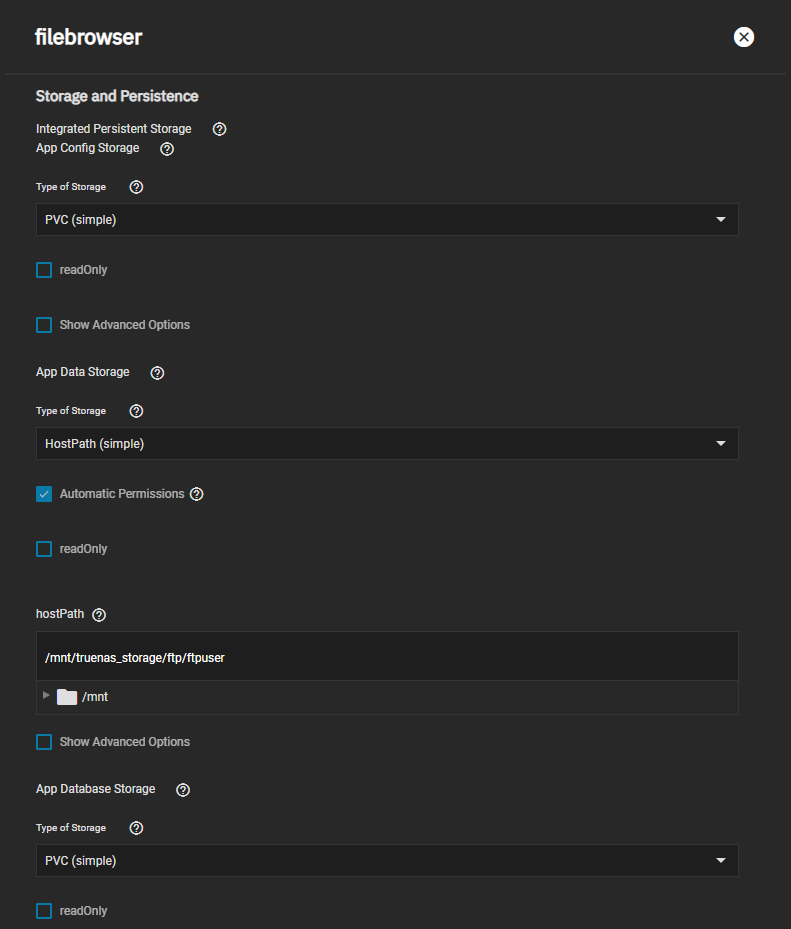 filebrowser
Storage and Persistence
Integrated Persistent Storage
App Config Storage
Type of Storage
PVC (simple)
readOnly
Show Advanced Options
App Data Storage
Type of Storage
HostPath (simple)
Automatic Permissions
readOnly
hostPath
/mnt/truenas_storage/ftp/ftpuser
/mnt
Show Advanced Options
App Database Storage
Type of Storage
PVC (simple)
readOnly